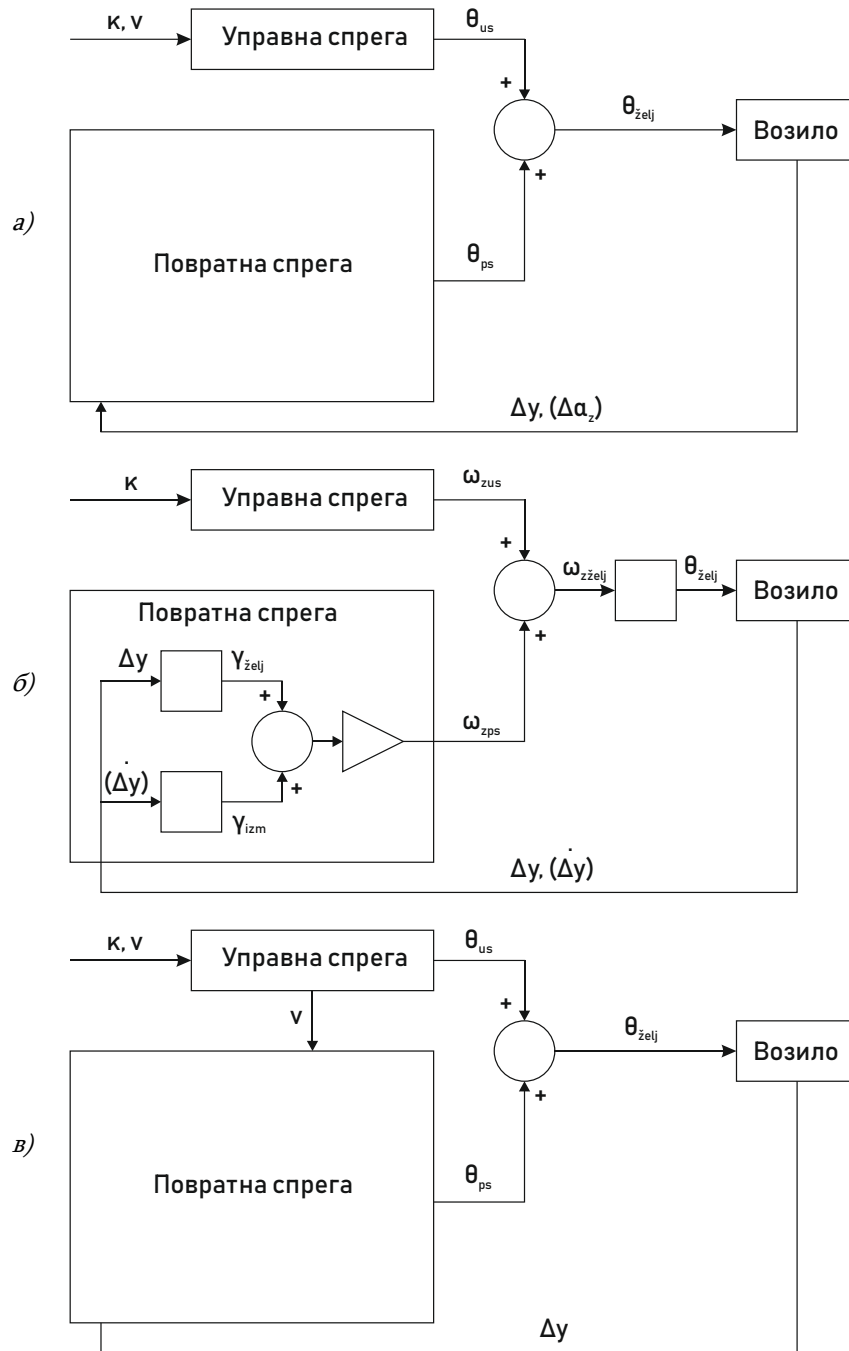 κ, v
Управна спрега
θus
+
θželj
Возило
а)
Повратна спрега
+
θps
Δy, (Δαz)
κ
Управна спрега
ωzus
+
ωzželj
θželj
Возило
Повратна спрега
+
б)
Δy
γželj
+
ωzps
(Δẏ)
+
γizm
Δy, (Δẏ)
κ, v
Управна спрега
θus
v
+
θželj
Возило
в)
Повратна спрега
+
θps
Δy